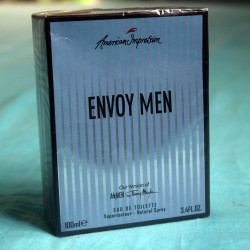 American Impression
ENVOY MEN
Our Version of
EAU DE TOILETTE
Vaporisateur - Natural Spray
100ml e
3.4FL.OZ.